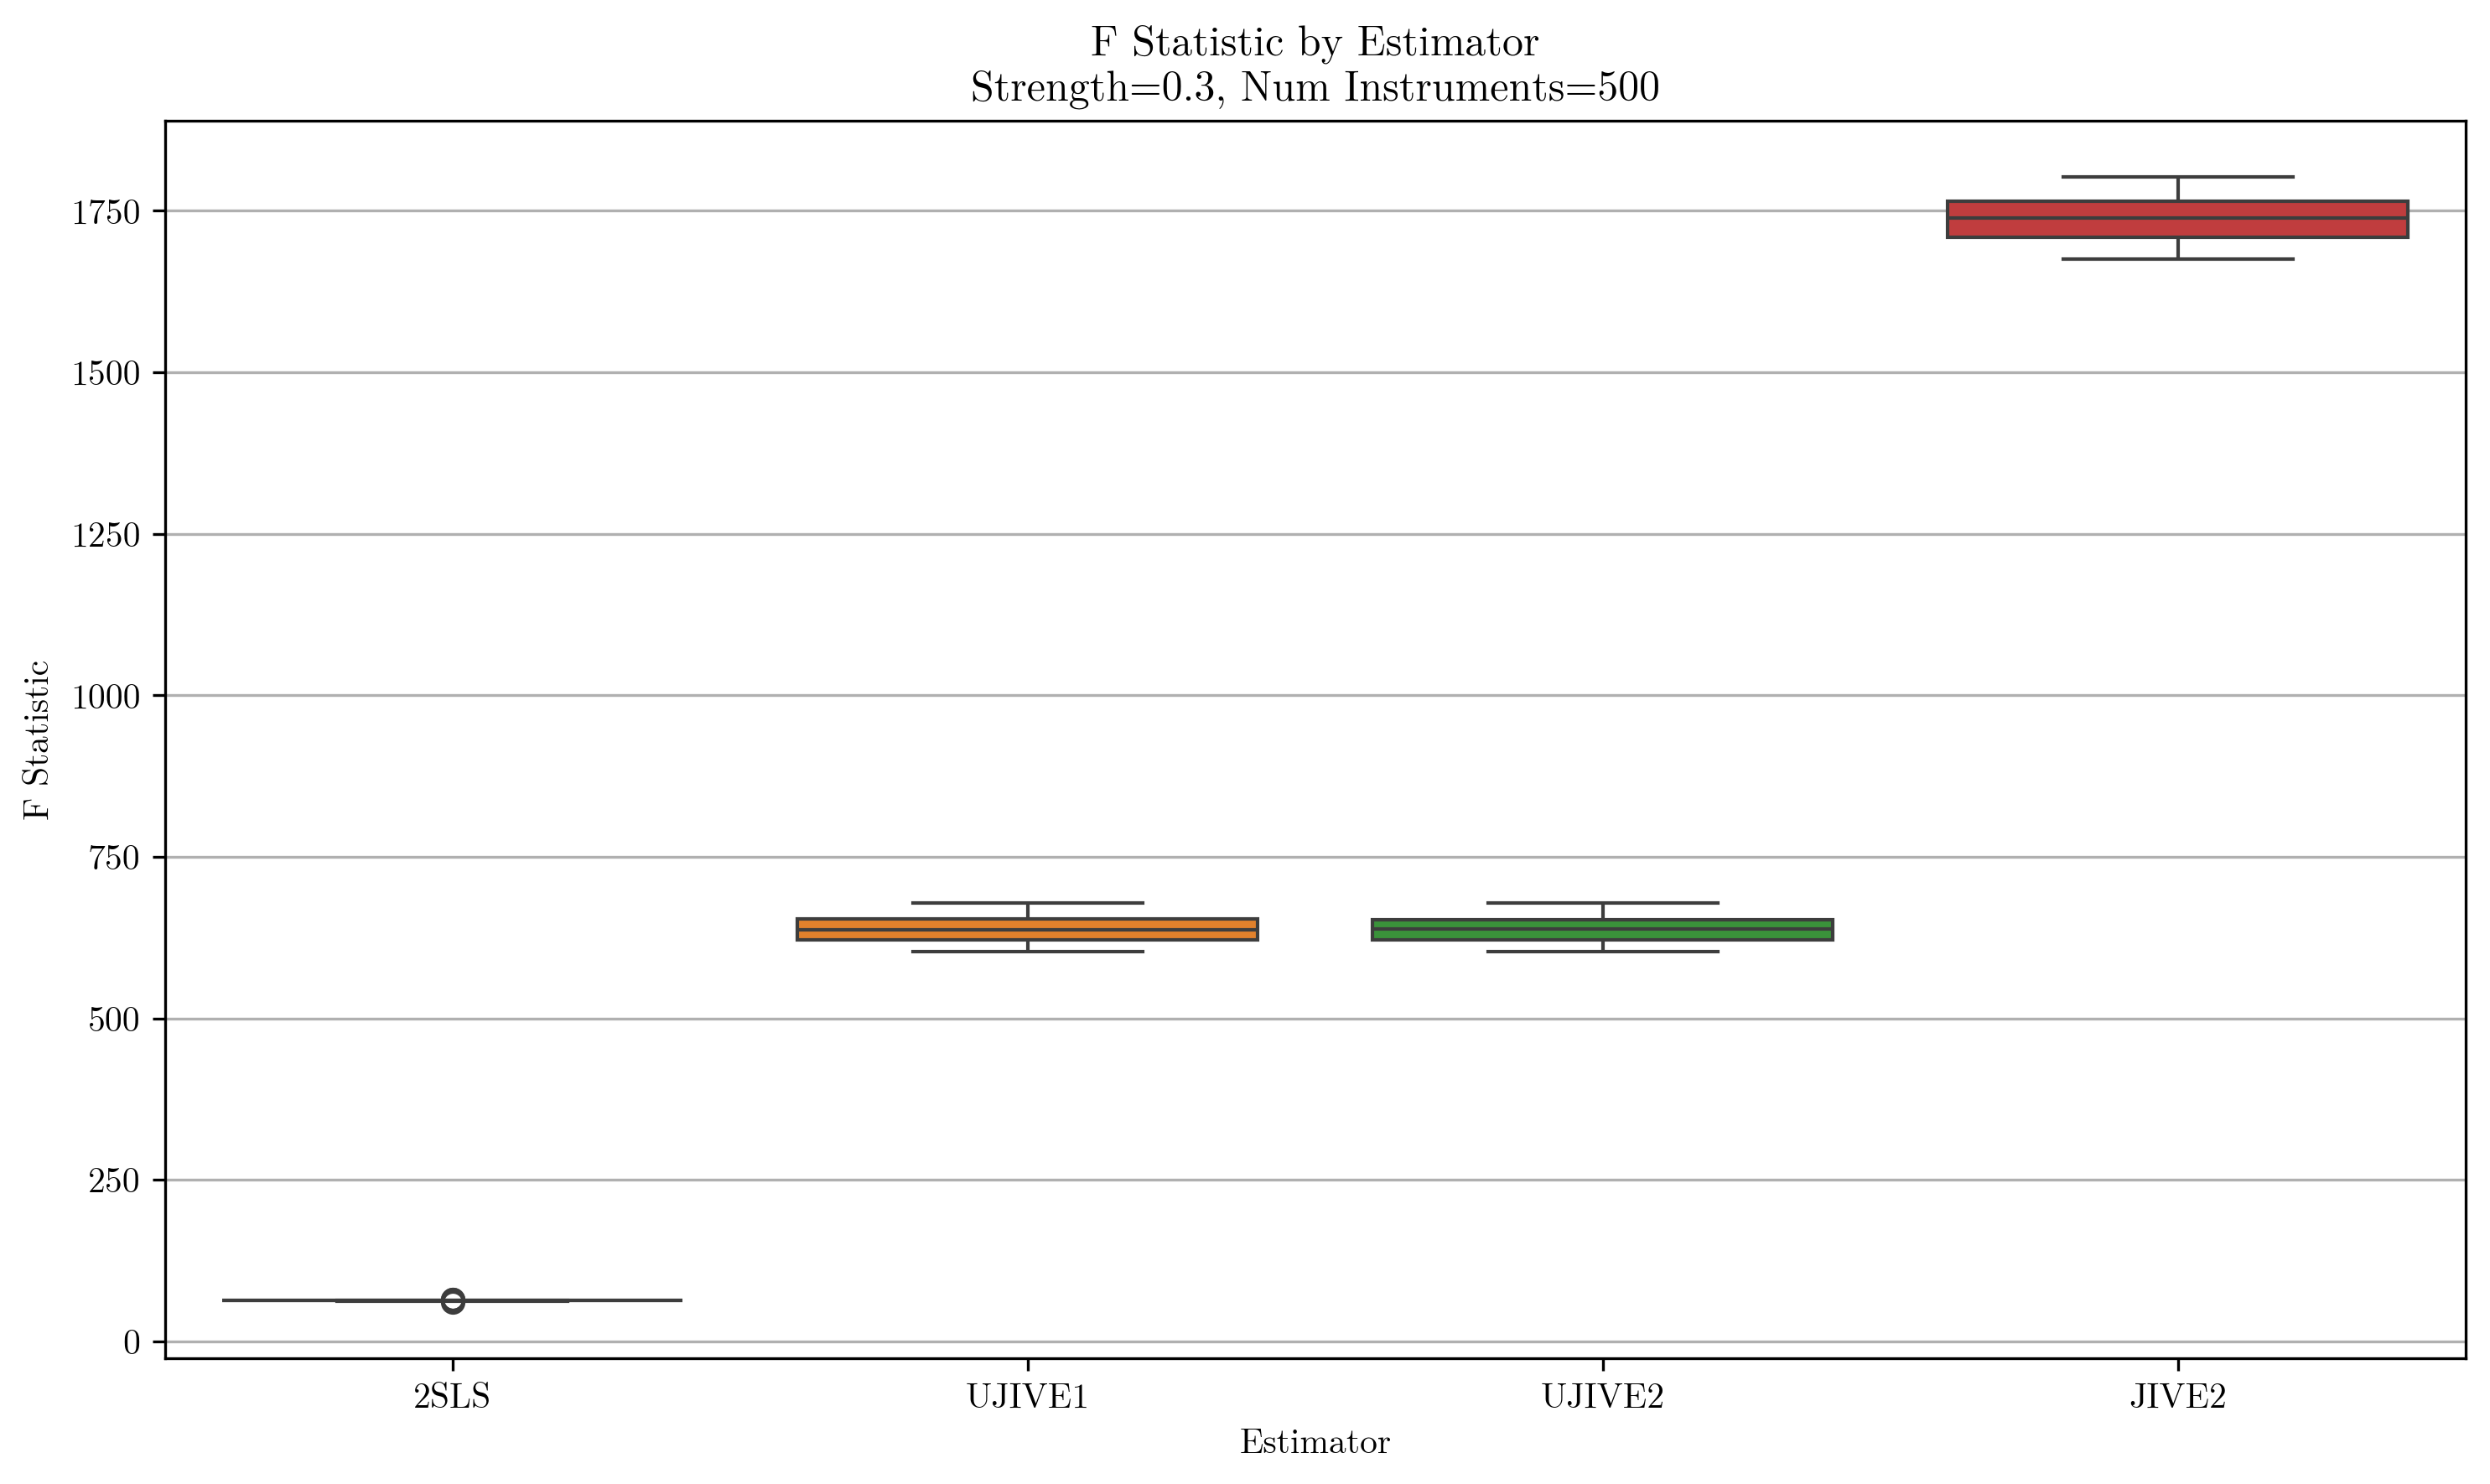 F Statistic by Estimator
Strength=0.3, Num Instruments=500
F Statistic
1750
1500
1250
1000
750
500
250
0
2SLS
UJIVE1
UJIVE2
JIVE2
Estimator